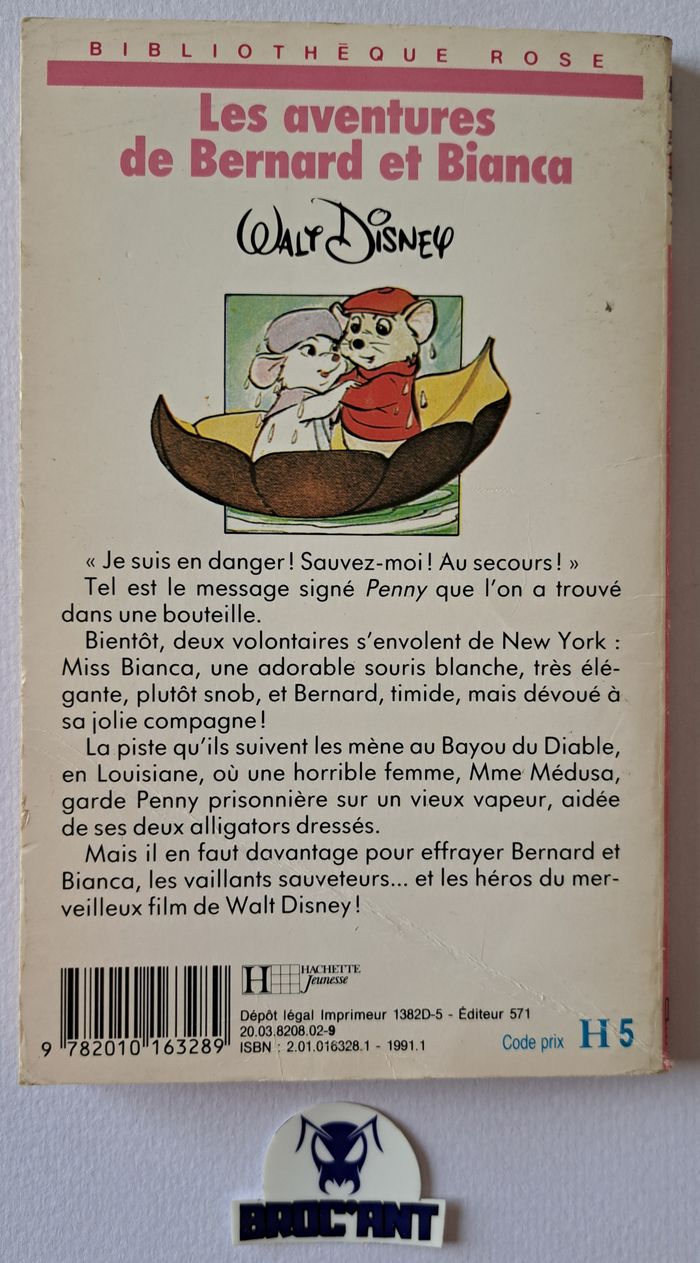 BIBLIOTHÈQUE ROSE
Les aventures
de Bernard et Bianca
WALT DISNEY
« Je suis en danger ! Sauvez-moi ! Au secours ! »
Tel est le message signé Penny que l'on a trouvé
dans une bouteille.
Bientôt, deux volontaires s'envolent de New York :
Miss Bianca, une adorable souris blanche, très élé-
gante, plutôt snob, et Bernard, timide, mais dévoué à
sa jolie compagne !
La piste qu'ils suivent les mène au Bayou du Diable,
en Louisiane, où une horrible femme, Mme Médusa,
garde Penny prisonnière sur un vieux vapeur, aidée
de ses deux alligators dressés.
Mais il en faut davantage pour effrayer Bernard et
Bianca, les vaillants sauveteurs... et les héros du mer-
veilleux film de Walt Disney !
H HACHETTE
Jeunesse
Dépôt légal Imprimeur 1382D-5 - Éditeur 571
20.03.8208.02-9
ISBN : 2.01.016328.1 - 1991.1
9 782010 163289
Code prix H 5
BROC'ANT